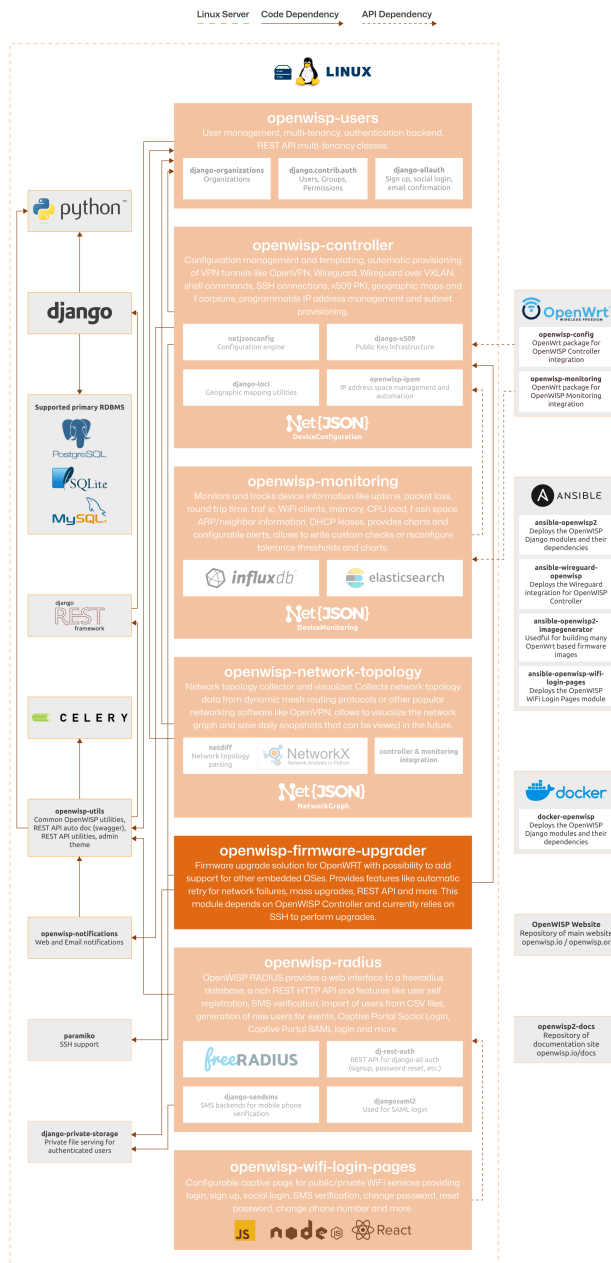 Linux Server Code Dependency API Dependency
LINUX
openwisp-users
User management, multi-tenancy, authentication backend,
REST API multi-tenancy classes.
django-organizations
Organizations
django.contrib.auth
Users, Groups,
Permissions
django-allauth
Sign up, social login,
email confirmation
python™
django
Supported primary RDBMS
PostgreSQL
SQLite
MySQL®
django
REST
framework
CELERY
openwisp-utils
Common OpenWISP utilities,
REST API auto doc (swagger),
REST API utilities, admin
theme
openwisp-notifications
Web and Email notifications
paramiko
SSH support
django-private-storage
Private file serving for
authenticated users
openwisp-controller
Configuration management and templating, automatic provisioning
of VPN tunnels like OpenVPN, Wireguard, Wireguard over VXLAN,
shell commands, SSH connections, x509 PKI, geographic maps and
f oorplans, programmable IP address management and subnet
provisioning.
netjsonconfig
Configuration engine
django-x509
Public Key Infrastructure
django-loci
Geographic mapping utilities
openwisp-ipam
IP address space management and
automation
Net{JSON}
DeviceConfiguration
openwisp-monitoring
Monitors and tracks device information like uptime, packet loss,
round trip time, traf ic, WiFi clients, memory, CPU load, f ash space,
ARP/neighbor information, DHCP leases, provides charts and
configurable alerts, allows to write custom checks or reconfigure
tolerance thresholds and charts.
influxdb™
elasticsearch
Net{JSON}
DeviceMonitoring
openwisp-network-topology
Network topology collector and visualizer. Collects network topology
data from dynamic mesh routing protocols or other popular
networking software like OpenVPN, allows to visualize the network
graph and save daily snapshots that can be viewed in the future.
netdiff
Network topology
parsing
NetworkX
Network Analysis in Python
controller & monitoring
integration
Net{JSON}
NetworkGraph
openwisp-firmware-upgrader
Firmware upgrade solution for OpenWRT with possibility to add
support for other embedded OSes. Provides features like automatic
retry for network failures, mass upgrades, REST API and more. This
module depends on OpenWISP Controller and currently relies on
SSH to perform upgrades.
openwisp-radius
OpenWISP RADIUS provides a web interface to a freeradius
database, a rich REST HTTP API and features like user self
registration, SMS verification, import of users from CSV files,
generation of new users for events, Captive Portal Social Login,
Captive Portal SAML login and more.
freeRADIUS
dj-rest-auth
REST API for django-all-auth
(signup, password reset, etc.)
django-sendsms
SMS backends for mobile phone
verification
djangosaml2
Used for SAML login
openwisp-wifi-login-pages
Configurable captive page for public/private WiFi services providing
login, sign up, social login, SMS verification, change password, reset
password, change phone number and more.
JS
node JS
React
OpenWrt
WIRELESS FREEDOM
openwisp-config
OpenWrt package for
OpenWISP Controller
integration
openwisp-monitoring
OpenWrt package for
OpenWISP Monitoring
integration
ANSIBLE
ansible-openwisp2
Deploys the OpenWISP
Django modules and their
dependencies
ansible-wireguard-
openwisp
Deploys the Wireguard
integration for OpenWISP
Controller
ansible-openwisp2-
imagegenerator
Usedful for building many
OpenWrt based firmware
images
ansible-openwisp-wifi-
login-pages
Deploys the OpenWISP
WiFi Login Pages module
docker
docker-openwisp
Deploys the OpenWISP
Django modules and their
dependencies
OpenWISP Website
Repository of main website
openwisp.io / openwisp.or
openwisp2-docs
Repository of
documentation site
openwisp.io/docs